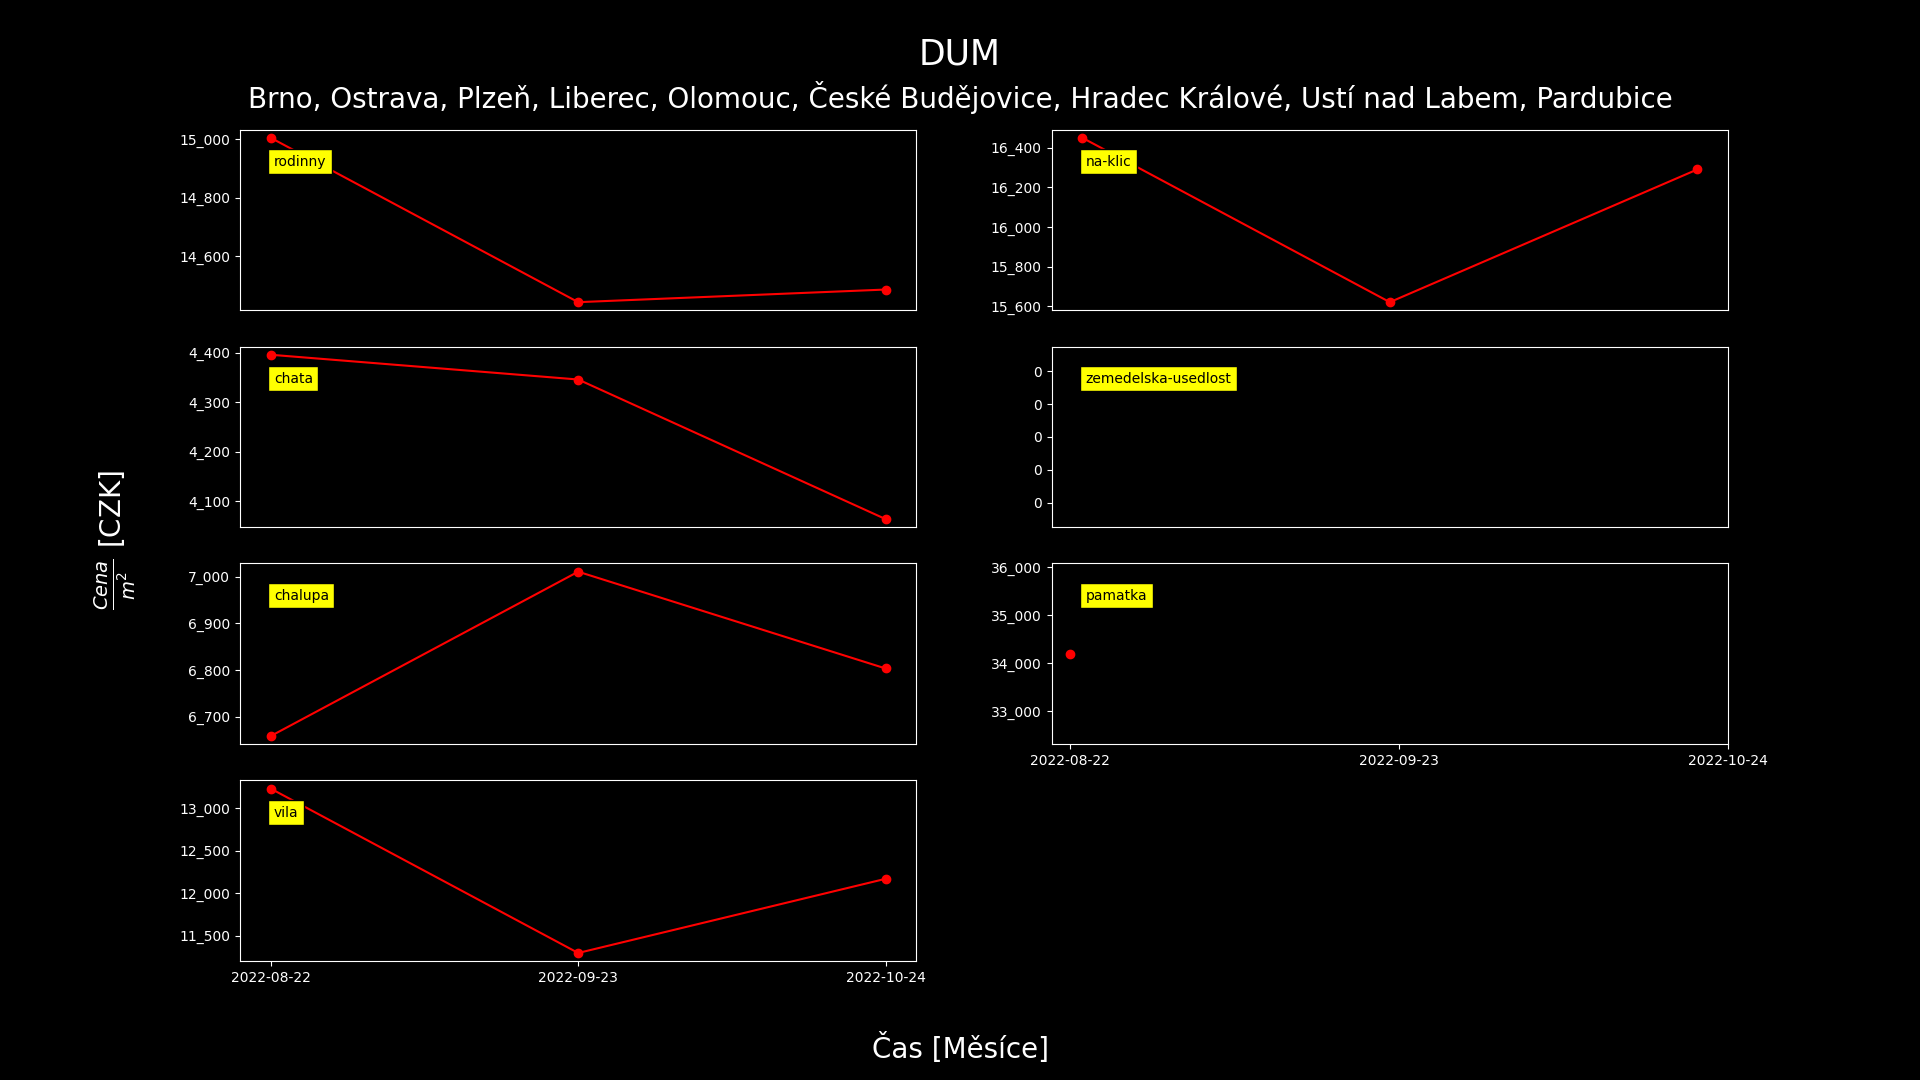 DUM
Brno, Ostrava, Plzeň, Liberec, Olomouc, České Budějovice, Hradec Králové, Ustí nad Labem, Pardubice
Cena
m²
[CZK]
15_000
14_800
14_600
rodinny
16_400
16_200
16_000
15_800
15_600
na-klic
4_400
4_300
4_200
4_100
chata
0
0
0
0
0
zemedelska-usedlost
7_000
6_900
6_800
6_700
chalupa
36_000
35_000
34_000
33_000
pamatka
2022-08-22
2022-09-23
2022-10-24
13_000
12_500
12_000
11_500
vila
2022-08-22
2022-09-23
2022-10-24
Čas [Měsíce]